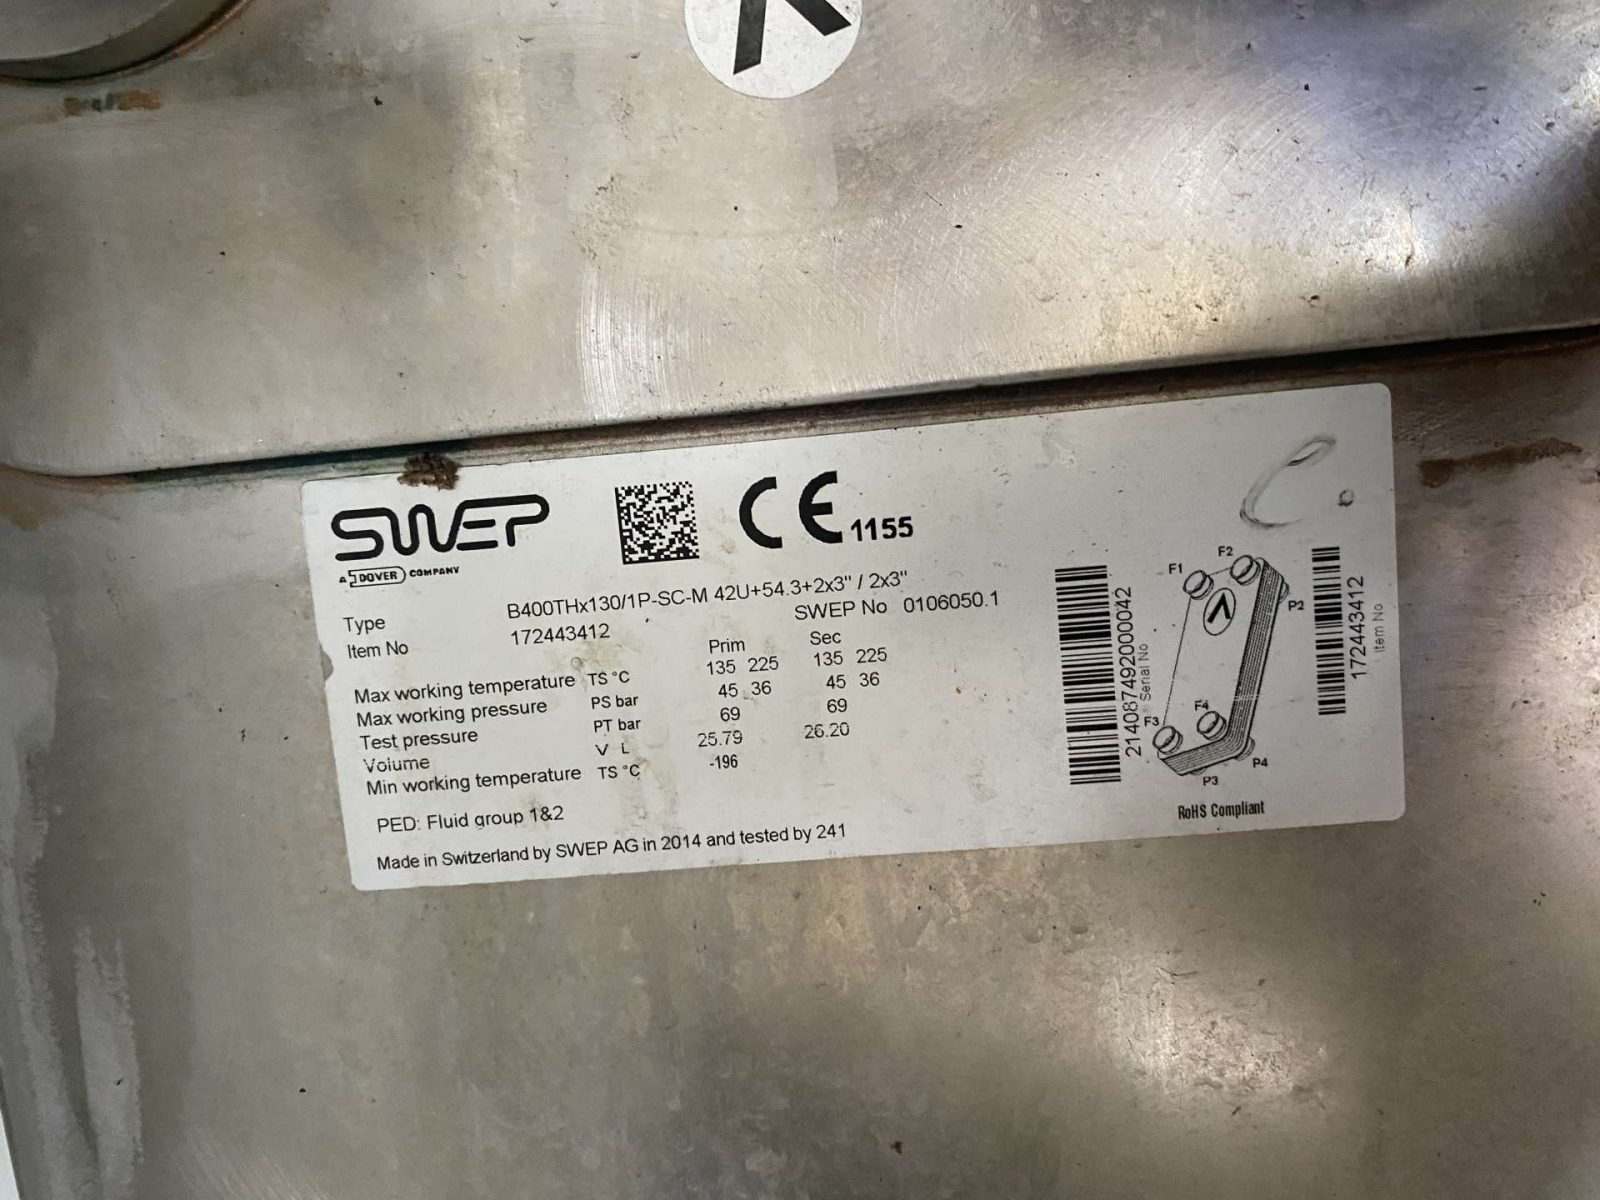 SWEP
A DOVER COMPANY
CE 1155
Type B400THx130/1P-SC-M 42U+54.3+2x3" / 2x3"
Item No 172443412 SWEP No 0106050.1
Prim Sec
Max working temperature TS °C 135 225 135 225
Max working pressure PS bar 45 36 45 36
Test pressure PT bar 69 69
Volume V L 25.79 26.20
Min working temperature TS °C -196
PED: Fluid group 1&2
Made in Switzerland by SWEP AG in 2014 and tested by 241
214087492000042
Serial No
F1
F2
P2
F3
F4
P3
P4
RoHS Compliant
172443412
Item No